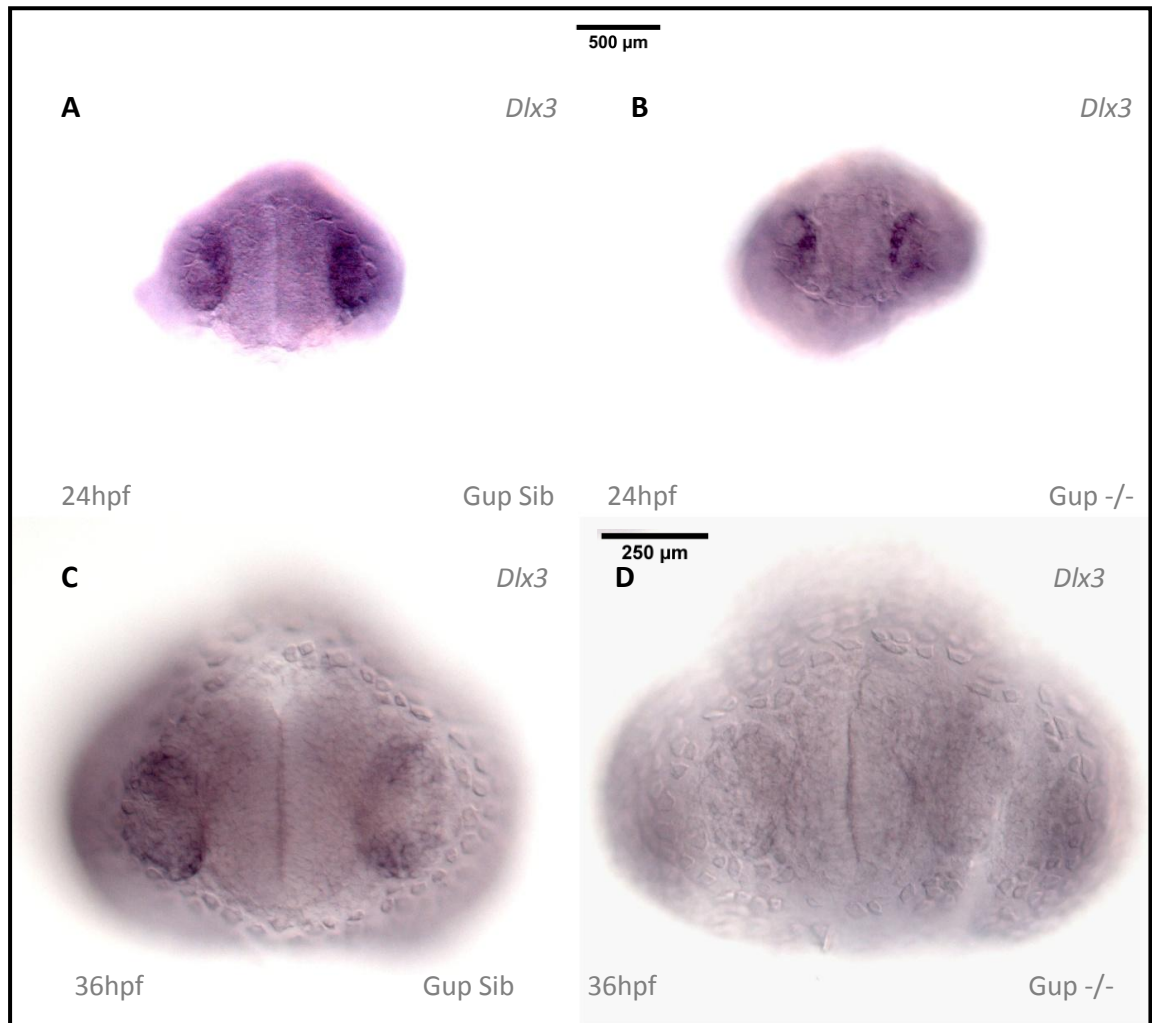 500 µm
A
Dlx3
B
Dlx3
24hpf
Gup Sib
24hpf
Gup -/-
250 µm
C
Dlx3
D
Dlx3
36hpf
Gup Sib
36hpf
Gup -/-